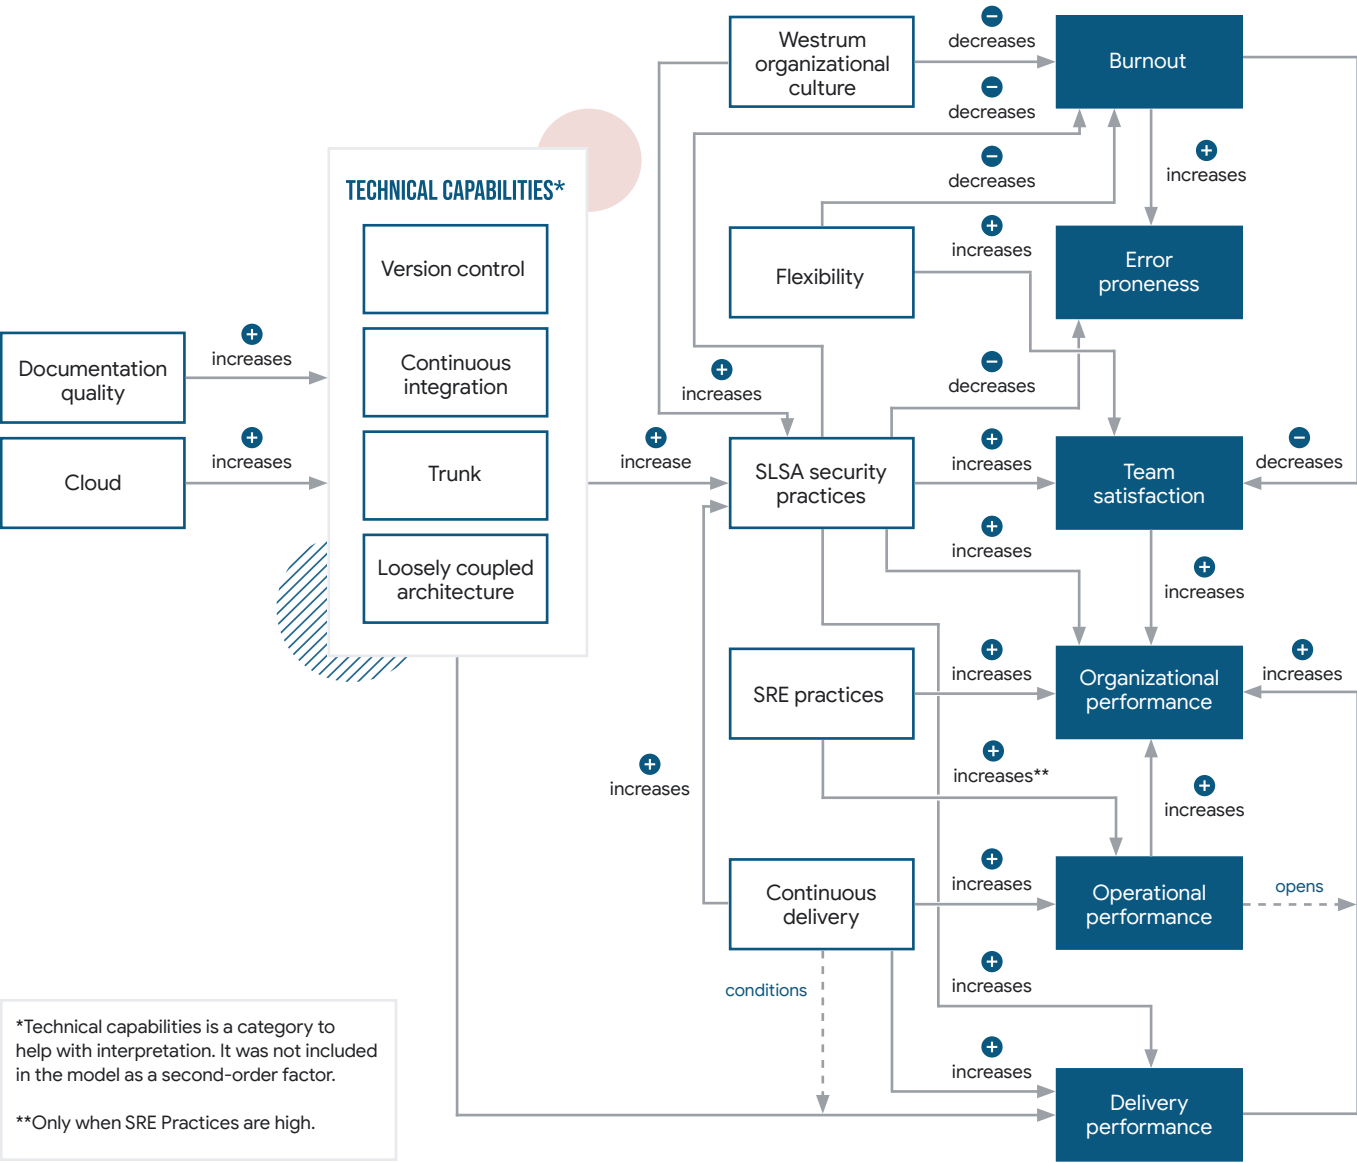 Westrum
organizational
culture
decreases
Burnout
decreases
decreases
increases
TECHNICAL CAPABILITIES*
Version control
increases
Flexibility
Error
proneness
Documentation
quality
increases
Continuous
integration
increases
decreases
Cloud
increases
Trunk
increase
SLSA security
practices
increases
Team
satisfaction
decreases
increases
Loosely coupled
architecture
increases
SRE practices
increases
Organizational
performance
increases
increases**
increases
increases
Continuous
delivery
increases
Operational
performance
opens
conditions
increases
increases
Delivery
performance
*Technical capabilities is a category to
help with interpretation. It was not included
in the model as a second-order factor.
**Only when SRE Practices are high.